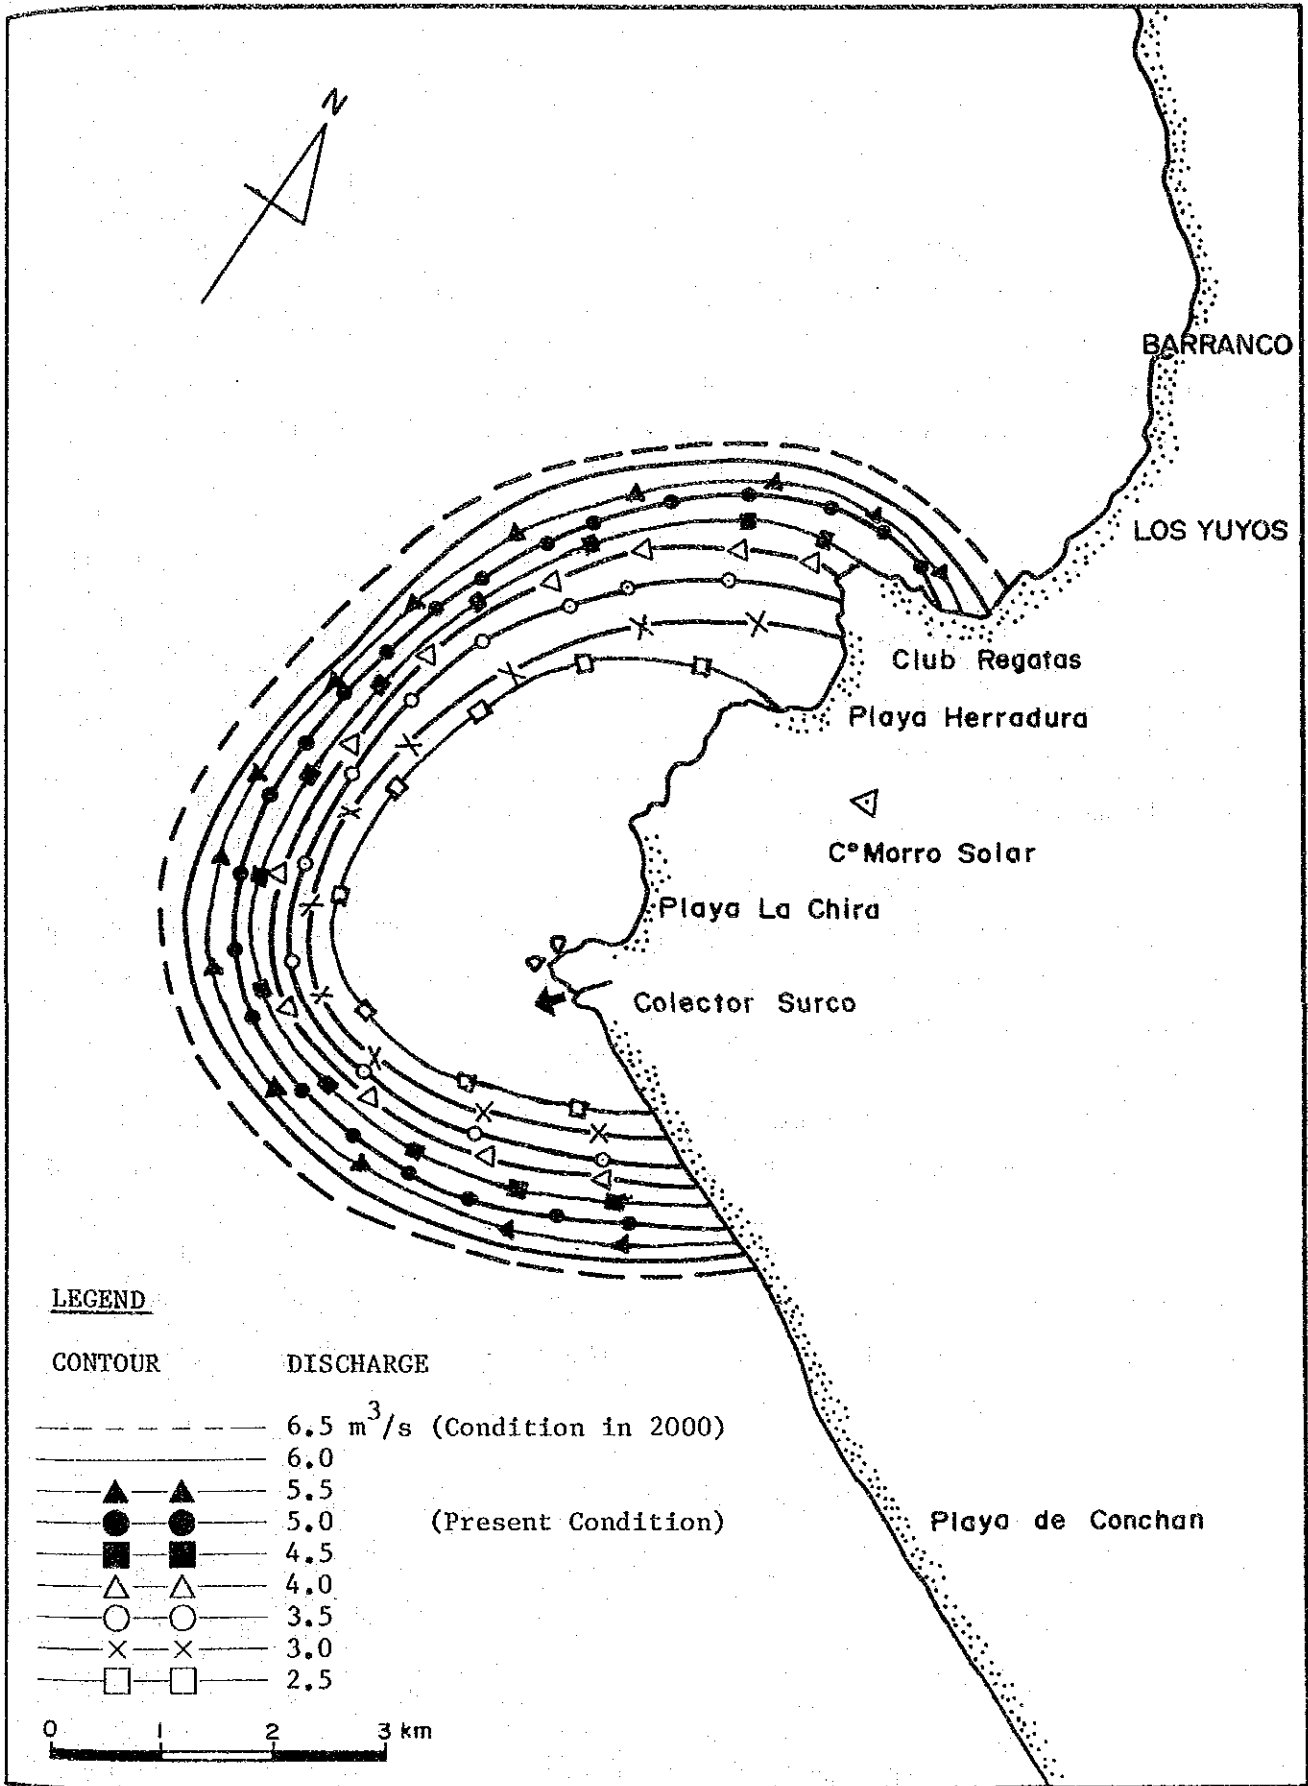 N
BARRANCO
LOS YUYOS
Club Regatas
Playa Herradura
C° Morro Solar
Playa La Chira
Colector Surco
LEGEND
CONTOUR DISCHARGE
6.5 m³/s (Condition in 2000)
6.0
5.5
5.0 (Present Condition)
4.5
4.0
3.5
3.0
2.5
Playa de Conchan
0 1 2 3 km